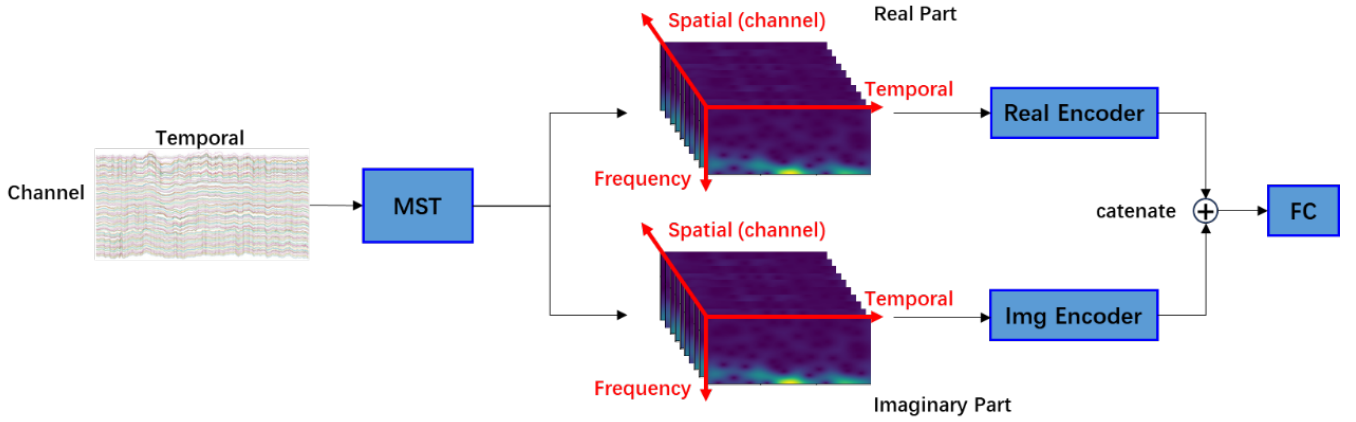 Temporal
Channel
MST
Spatial (channel)
Real Part
Temporal
Frequency
Real Encoder
Spatial (channel)
Temporal
Frequency
Imaginary Part
Img Encoder
catenate
FC